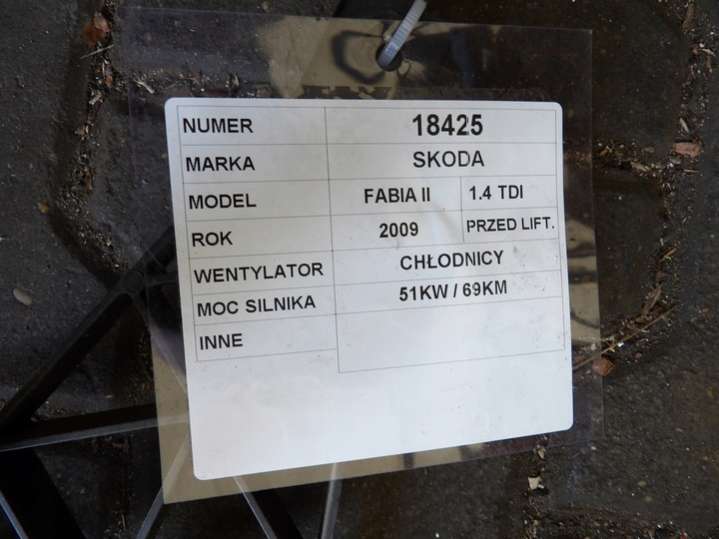 NUMER 18425
MARKA SKODA
MODEL FABIA II 1.4 TDI
ROK 2009 PRZED LIFT.
WENTYLATOR CHŁODNICY
MOC SILNIKA 51KW / 69KM
INNE